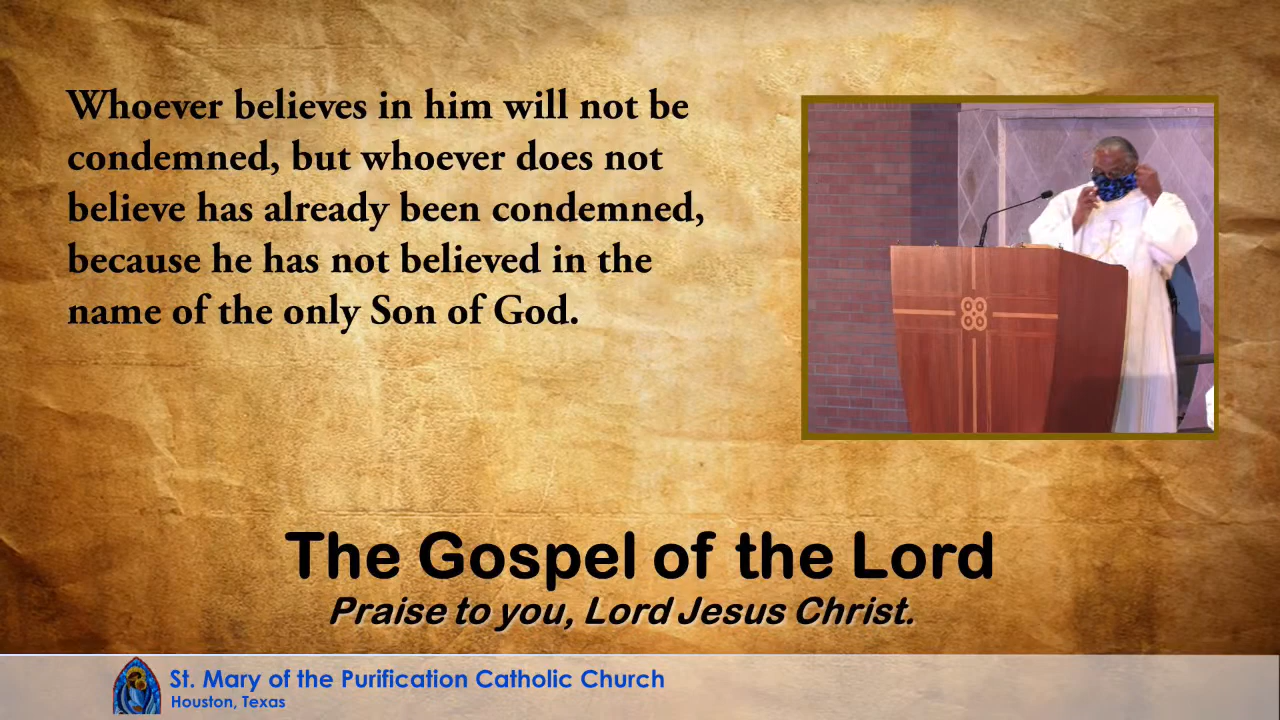 Whoever believes in him will not be
condemned, but whoever does not
believe has already been condemned,
because he has not believed in the
name of the only Son of God.
The Gospel of the Lord
Praise to you, Lord Jesus Christ.
St. Mary of the Purification Catholic Church
Houston, Texas